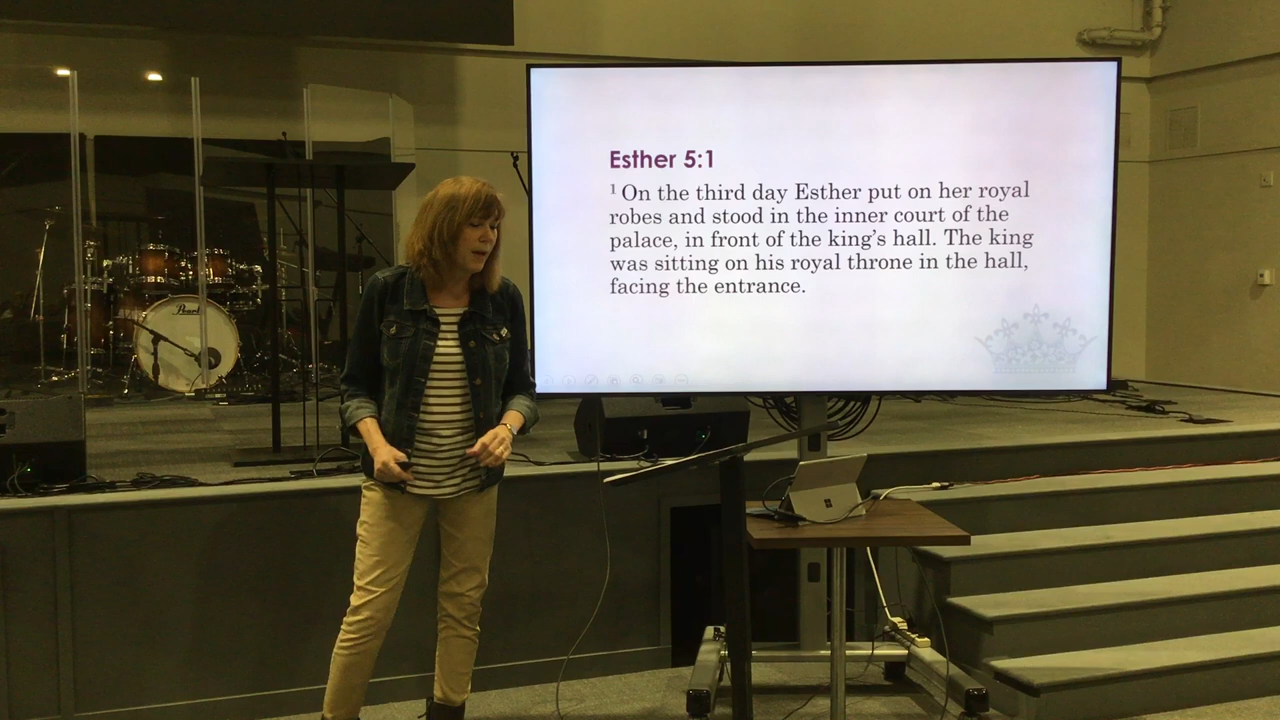 Esther 5:1
1 On the third day Esther put on her royal
robes and stood in the inner court of the
palace, in front of the king's hall. The king
was sitting on his royal throne in the hall,
facing the entrance.
Pearl